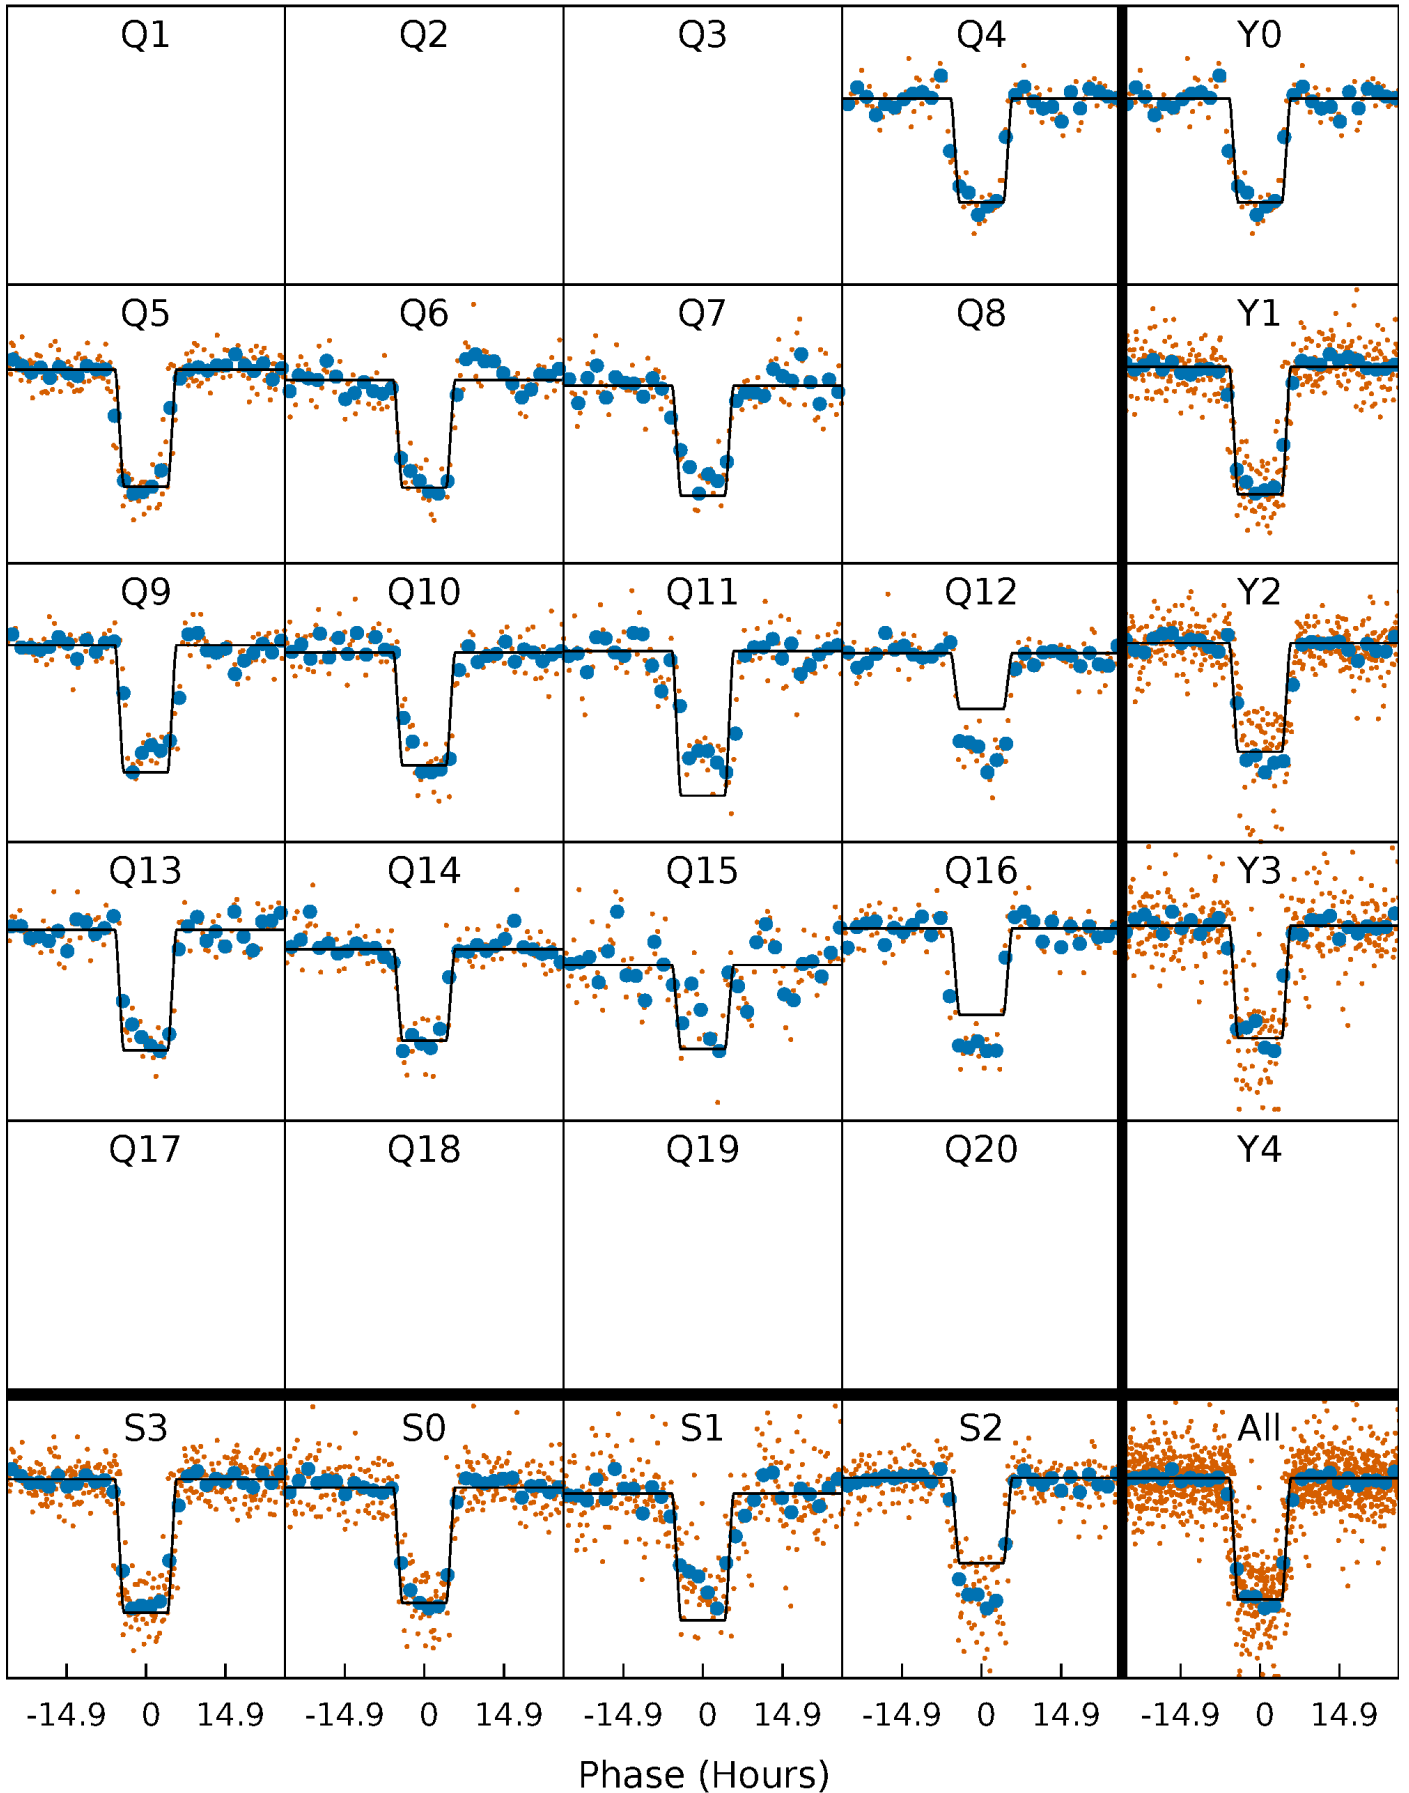 Q1 Q2 Q3 Q4 Y0
Q5 Q6 Q7 Q8 Y1
Q9 Q10 Q11 Q12 Y2
Q13 Q14 Q15 Q16 Y3
Q17 Q18 Q19 Q20 Y4
S3 S0 S1 S2 All
-14.9 0 14.9 -14.9 0 14.9 -14.9 0 14.9 -14.9 0 14.9 -14.9 0 14.9
Phase (Hours)